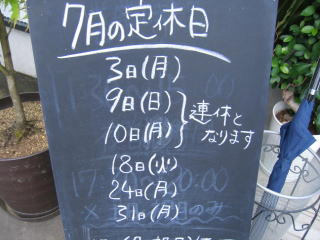 7月の定休日
3日(月)
9日(日)
10日(月)
連休と
なります
18日(火)
24日(月)
31日(月)